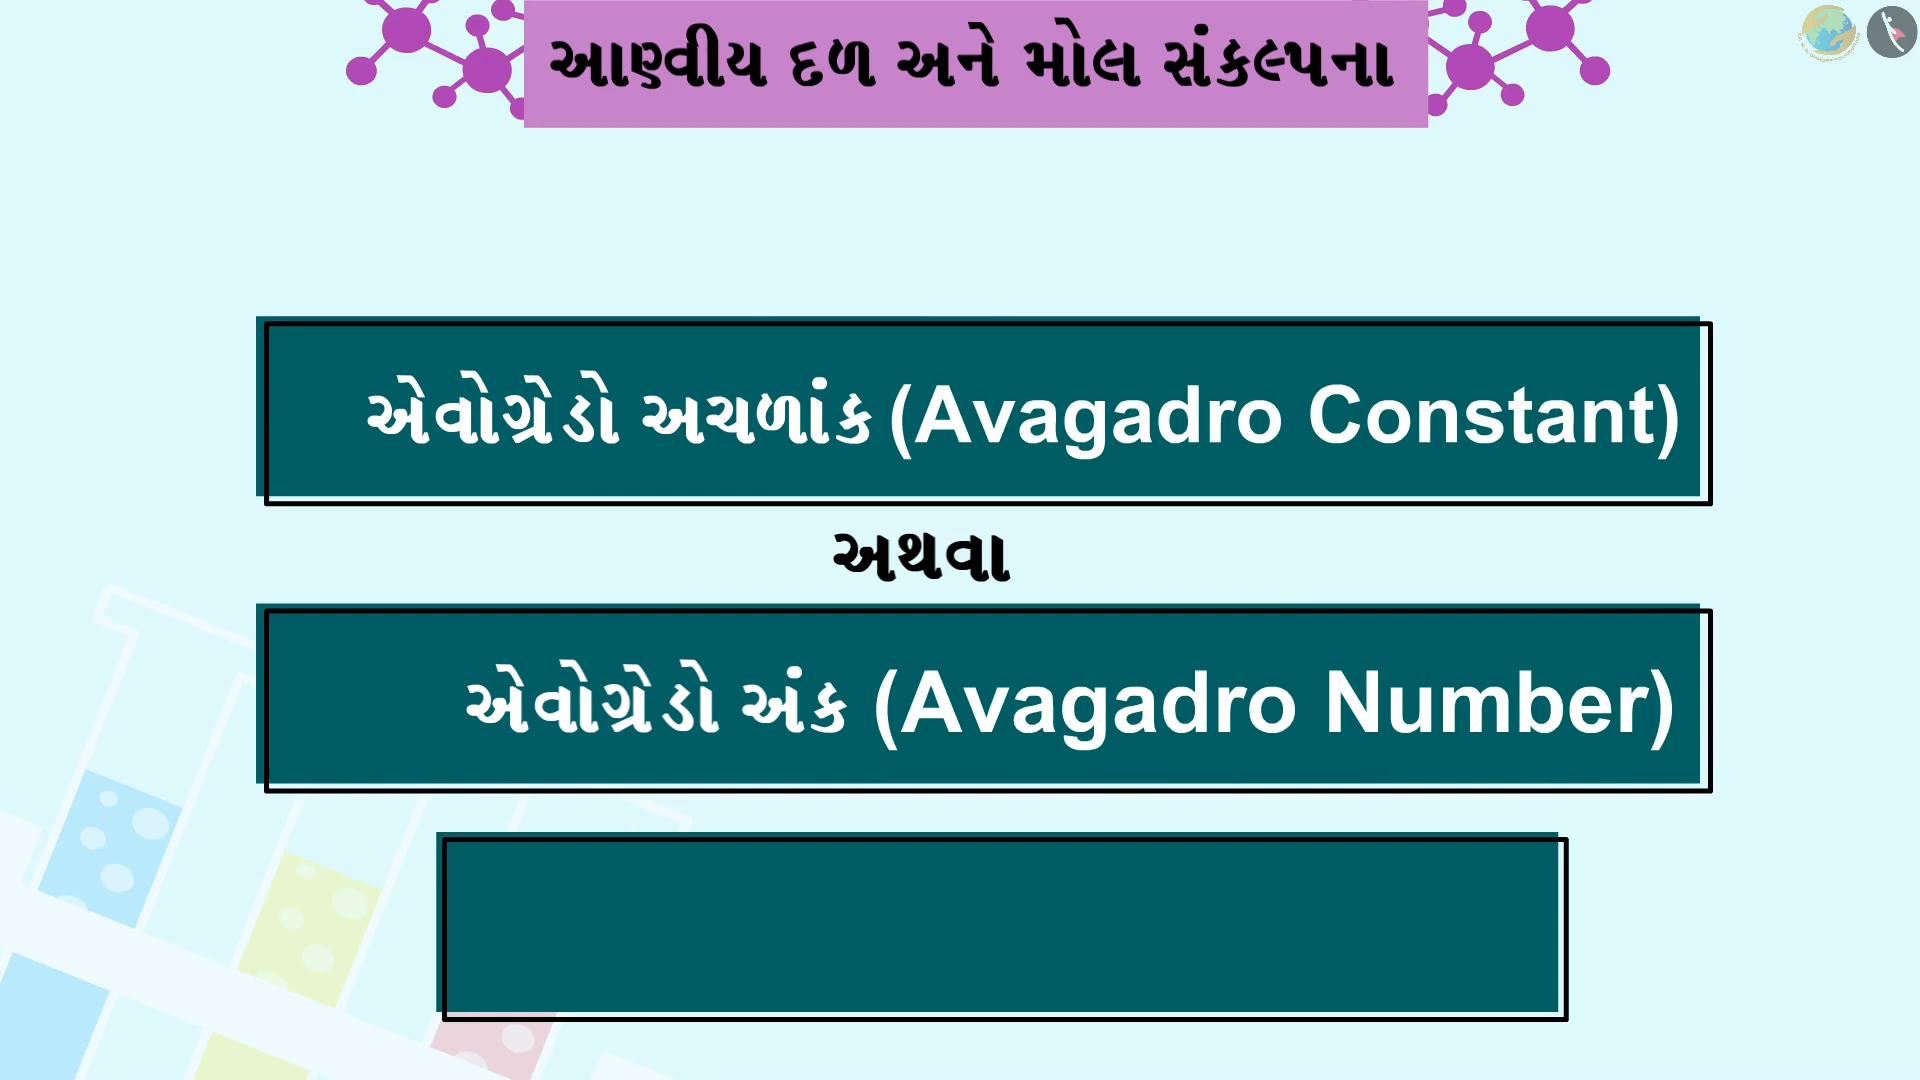 આણ્વીય દળ અને મોલ સંકલ્પના
એવોગ્રેડો અચળાંક (Avagadro Constant)
અથવા
એવોગ્રેડો અંક (Avagadro Number)